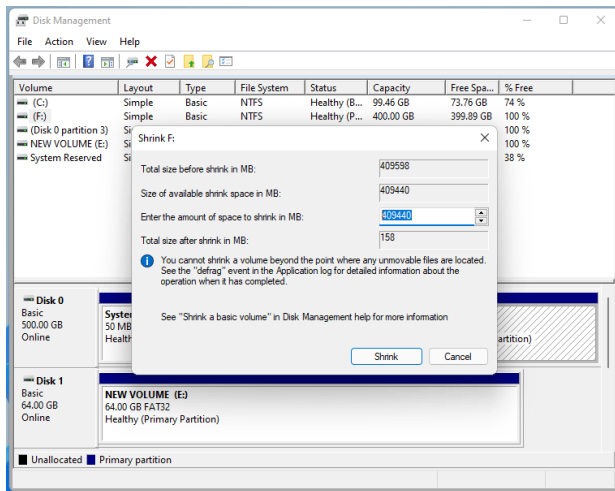 Disk Management
File Action View Help
Volume Layout Type File System Status Capacity Free Spa... % Free
(C:) Simple Basic NTFS Healthy (B... 99.46 GB 73.76 GB 74 %
(F:) Simple Basic NTFS Healthy (P... 400.00 GB 399.89 GB 100 %
(Disk 0 partition 3) Si 100 %
NEW VOLUME (E:) Si 100 %
System Reserved Si 38 %
Shrink F:
Total size before shrink in MB: 409598
Size of available shrink space in MB: 409440
Enter the amount of space to shrink in MB: 409440
Total size after shrink in MB: 158
You cannot shrink a volume beyond the point where any unmovable files are located.
See the "defrag" event in the Application log for detailed information about the
operation when it has completed.
See "Shrink a basic volume" in Disk Management help for more information
Shrink Cancel
Disk 0
Basic
500.00 GB
Online
Syste
50 MB
Healt
artition)
Disk 1
Basic
64.00 GB
Online
NEW VOLUME (E:)
64.00 GB FAT32
Healthy (Primary Partition)
Unallocated Primary partition